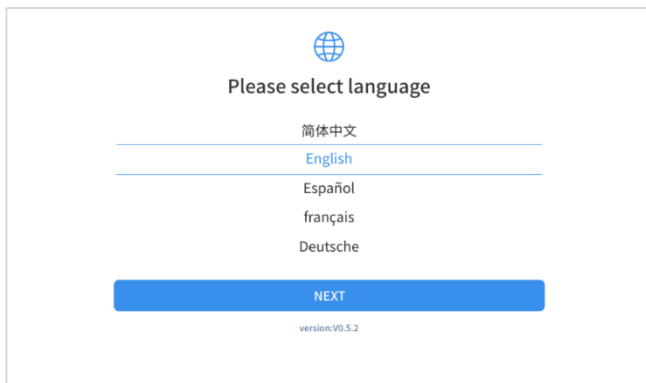 Please select language
简体中文
English
Español
français
Deutsche
NEXT
version:V0.5.2